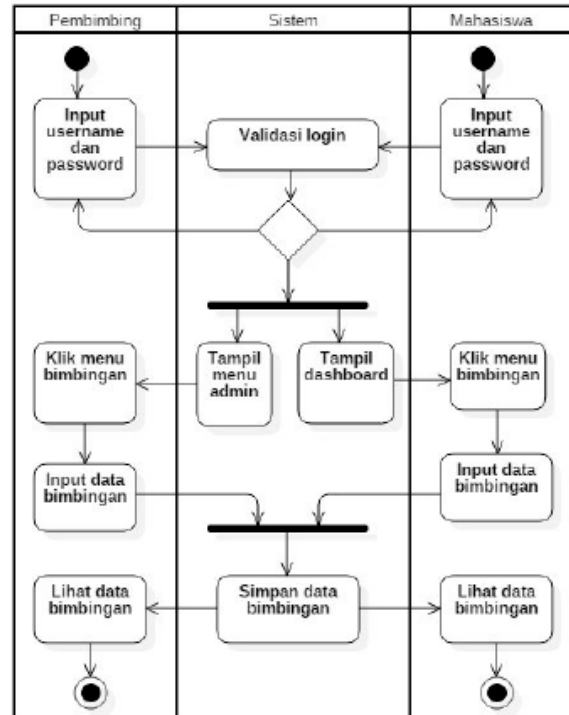 Pembimbing
Sistem
Mahasiswa
Input
username
dan
password
Validasi login
Input
username
dan
password
Klik menu
bimbingan
Tampil
menu
admin
Tampil
dashboard
Klik menu
bimbingan
Input data
bimbingan
Input data
bimbingan
Lihat data
bimbingan
Simpan data
bimbingan
Lihat data
bimbingan